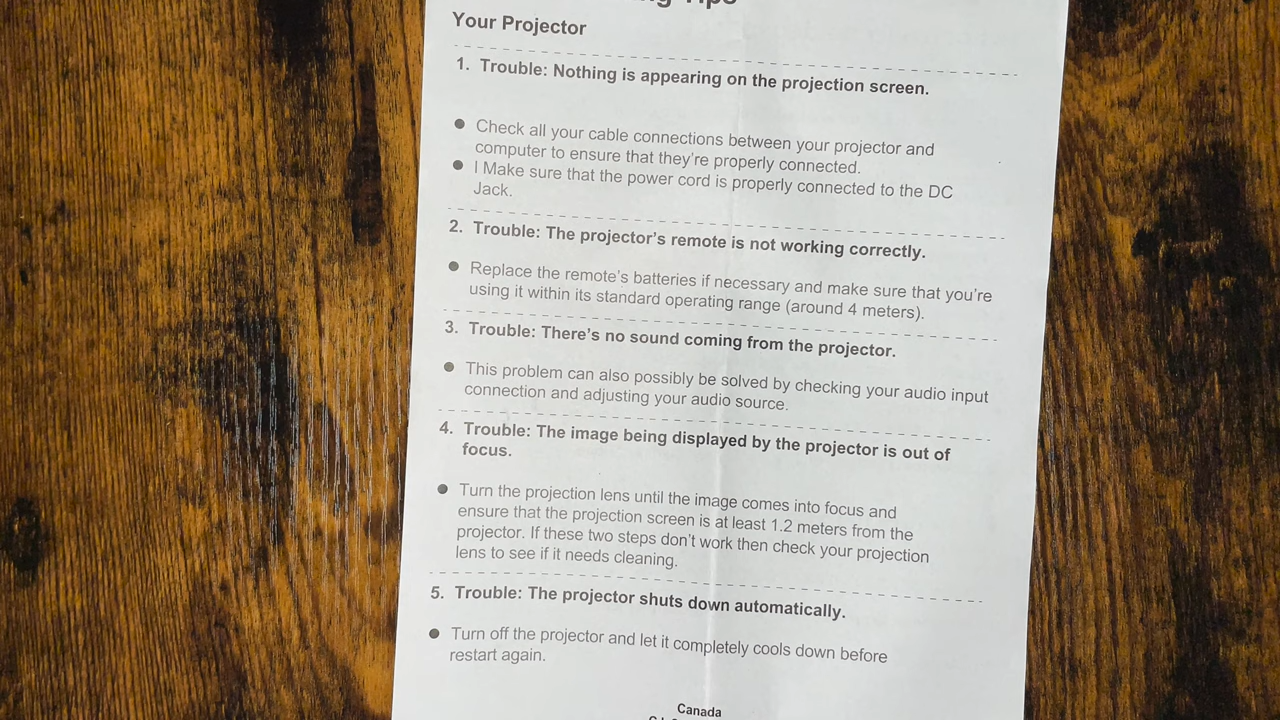 Tips
Your Projector
1. Trouble: Nothing is appearing on the projection screen.
● Check all your cable connections between your projector and
computer to ensure that they're properly connected.
● I Make sure that the power cord is properly connected to the DC
Jack.
2. Trouble: The projector's remote is not working correctly.
● Replace the remote's batteries if necessary and make sure that you're
using it within its standard operating range (around 4 meters).
3. Trouble: There's no sound coming from the projector.
● This problem can also possibly be solved by checking your audio input
connection and adjusting your audio source.
4. Trouble: The image being displayed by the projector is out of
focus.
● Turn the projection lens until the image comes into focus and
ensure that the projection screen is at least 1.2 meters from the
projector. If these two steps don't work then check your projection
lens to see if it needs cleaning.
5. Trouble: The projector shuts down automatically.
● Turn off the projector and let it completely cools down before
restart again.
Canada